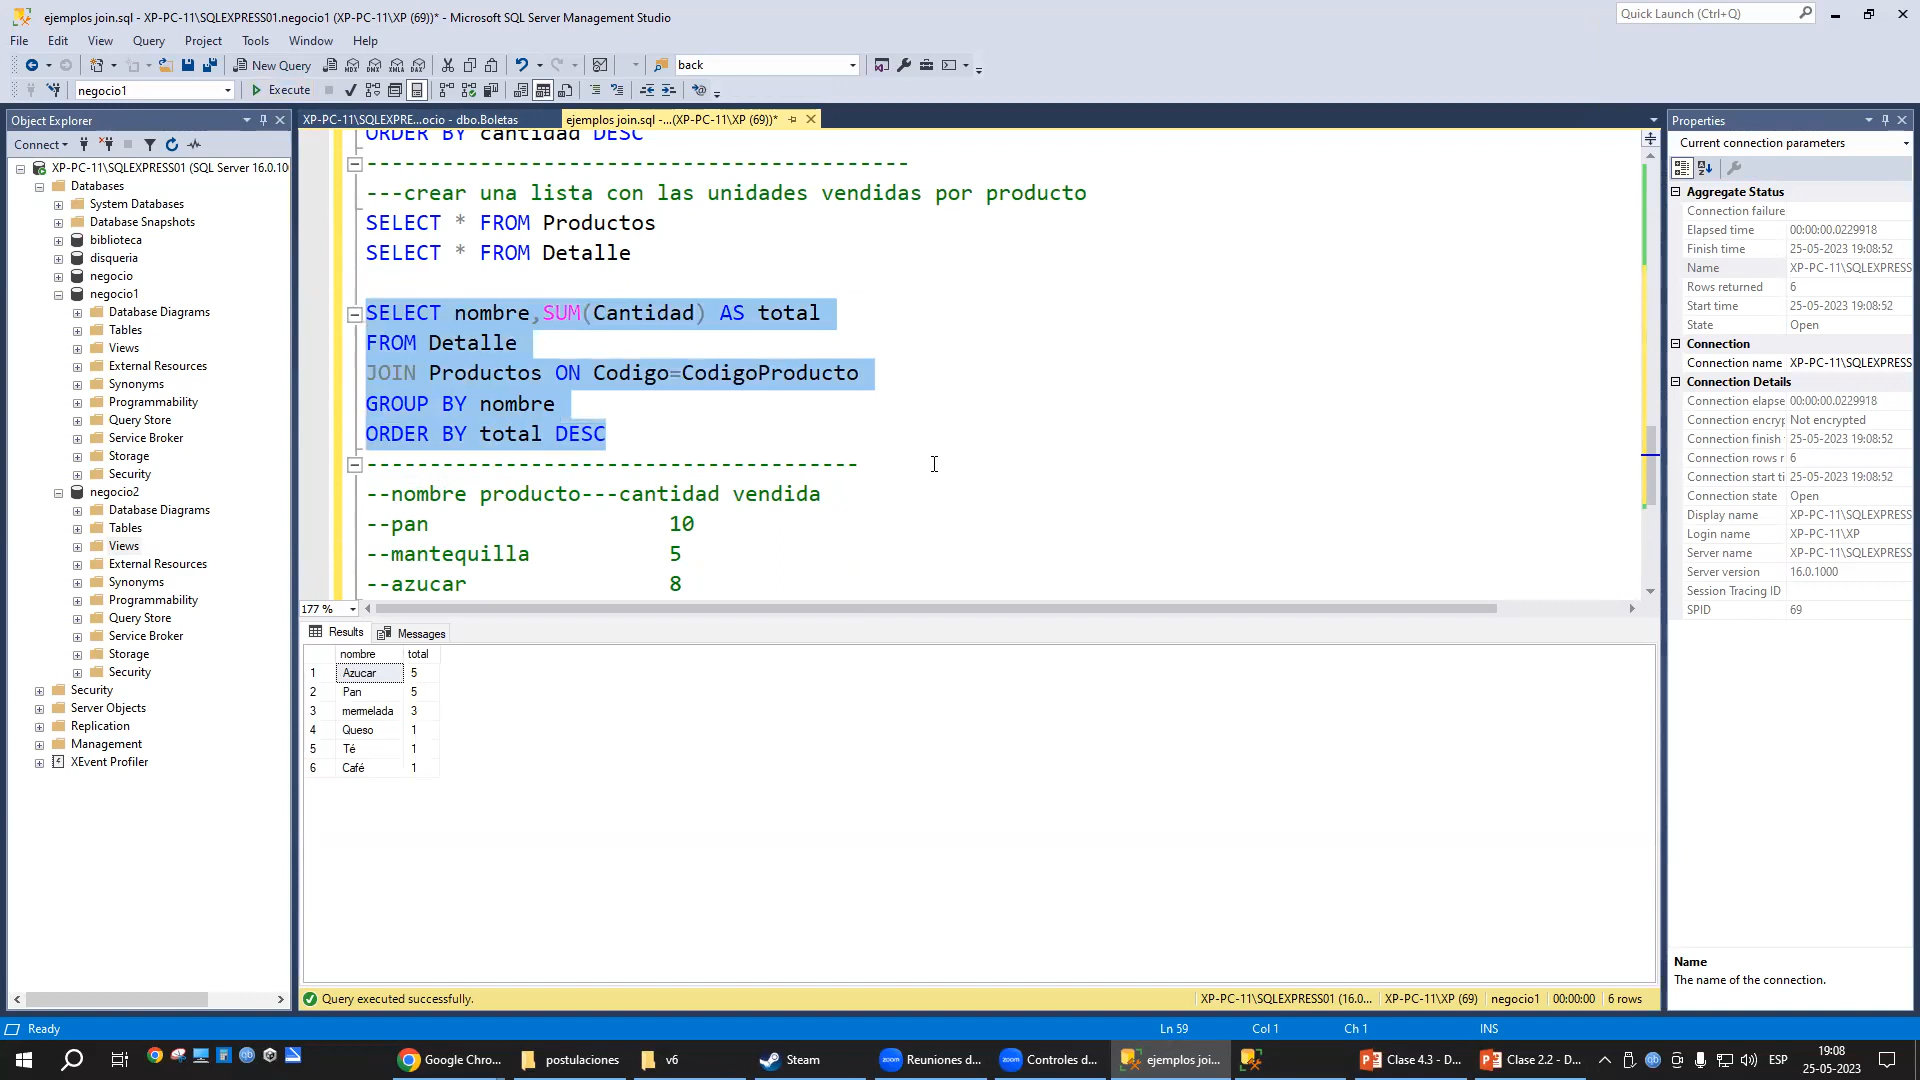 ejemplos join.sql - XP-PC-11\SQLEXPRESS01.negocio1 (XP-PC-11\XP (69))* - Microsoft SQL Server Management Studio
Quick Launch (Ctrl+Q)
File Edit View Query Project Tools Window Help
New Query
back
negocio1
Execute
Object Explorer
Connect
XP-PC-11\SQLEXPRESS01 (SQL Server 16.0.10
Databases
System Databases
Database Snapshots
biblioteca
disqueria
negocio
negocio1
Database Diagrams
Tables
Views
External Resources
Synonyms
Programmability
Query Store
Service Broker
Storage
Security
negocio2
Database Diagrams
Tables
Views
External Resources
Synonyms
Programmability
Query Store
Service Broker
Storage
Security
Security
Server Objects
Replication
Management
XEvent Profiler
XP-PC-11\SQLEXPRE...ocio - dbo.Boletas
ejemplos join.sql -...(XP-PC-11\XP (69))*
ORDER BY cantidad DESC
-------------------------------------------
---crear una lista con las unidades vendidas por producto
SELECT * FROM Productos
SELECT * FROM Detalle
SELECT nombre,SUM(Cantidad) AS total
FROM Detalle
JOIN Productos ON Codigo=CodigoProducto
GROUP BY nombre
ORDER BY total DESC
---------------------------------------
--nombre producto---cantidad vendida
--pan 10
--mantequilla 5
--azucar 8
177 %
Results Messages
nombre total
1 Azucar 5
2 Pan 5
3 mermelada 3
4 Queso 1
5 Té 1
6 Café 1
Query executed successfully.
XP-PC-11\SQLEXPRESS01 (16.0... XP-PC-11\XP (69) negocio1 00:00:00 6 rows
Properties
Current connection parameters
Aggregate Status
Connection failure
Elapsed time 00:00:00.0229918
Finish time 25-05-2023 19:08:52
Name XP-PC-11\SQLEXPRESS
Rows returned 6
Start time 25-05-2023 19:08:52
State Open
Connection
Connection name XP-PC-11\SQLEXPRESS
Connection Details
Connection elapse 00:00:00.0229918
Connection encryp Not encrypted
Connection finish 25-05-2023 19:08:52
Connection rows r 6
Connection start ti 25-05-2023 19:08:52
Connection state Open
Display name XP-PC-11\SQLEXPRESS
Login name XP-PC-11\XP
Server name XP-PC-11\SQLEXPRESS
Server version 16.0.1000
Session Tracing ID
SPID 69
Name
The name of the connection.
Ready
Ln 59 Col 1 Ch 1 INS
Google Chro...
postulaciones
v6
Steam
Reuniones d...
Controles d...
ejemplos joi...
Clase 4.3 - D...
Clase 2.2 - D...
ESP
19:08
25-05-2023